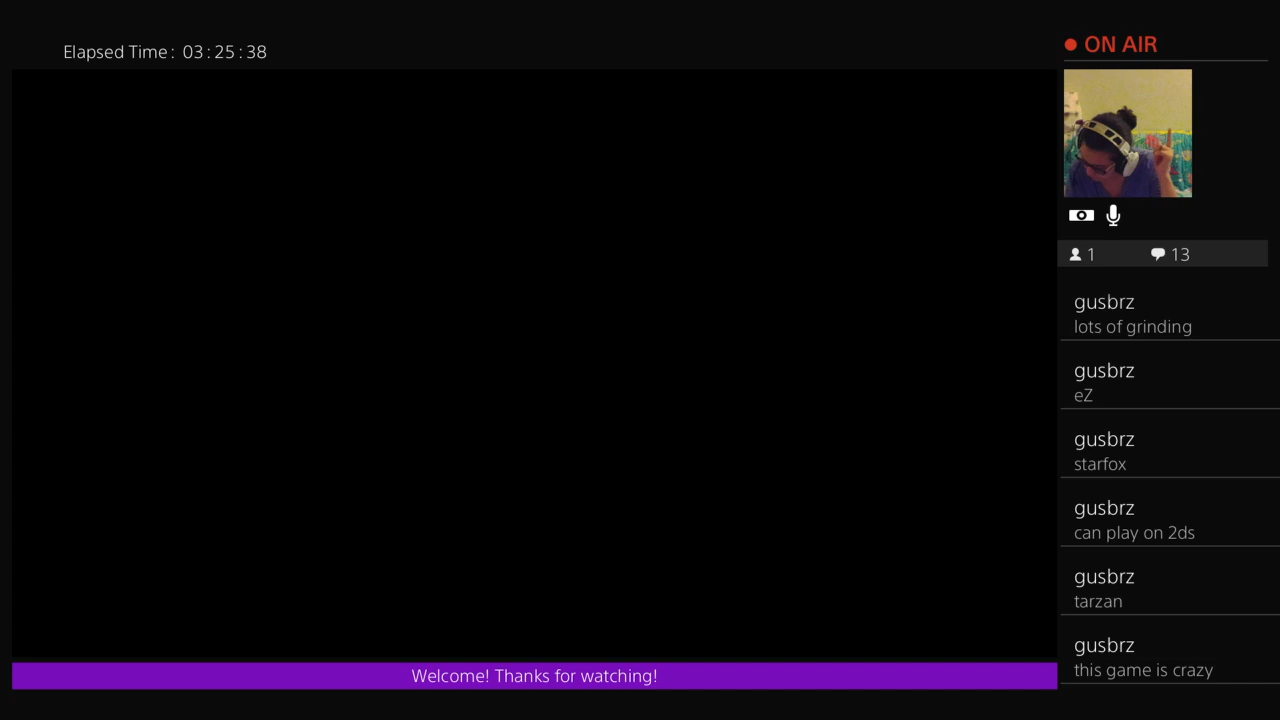 Elapsed Time: 03:25:38
ON AIR
1 13
gusbrz
lots of grinding
gusbrz
eZ
gusbrz
starfox
gusbrz
can play on 2ds
gusbrz
tarzan
gusbrz
this game is crazy
Welcome! Thanks for watching!